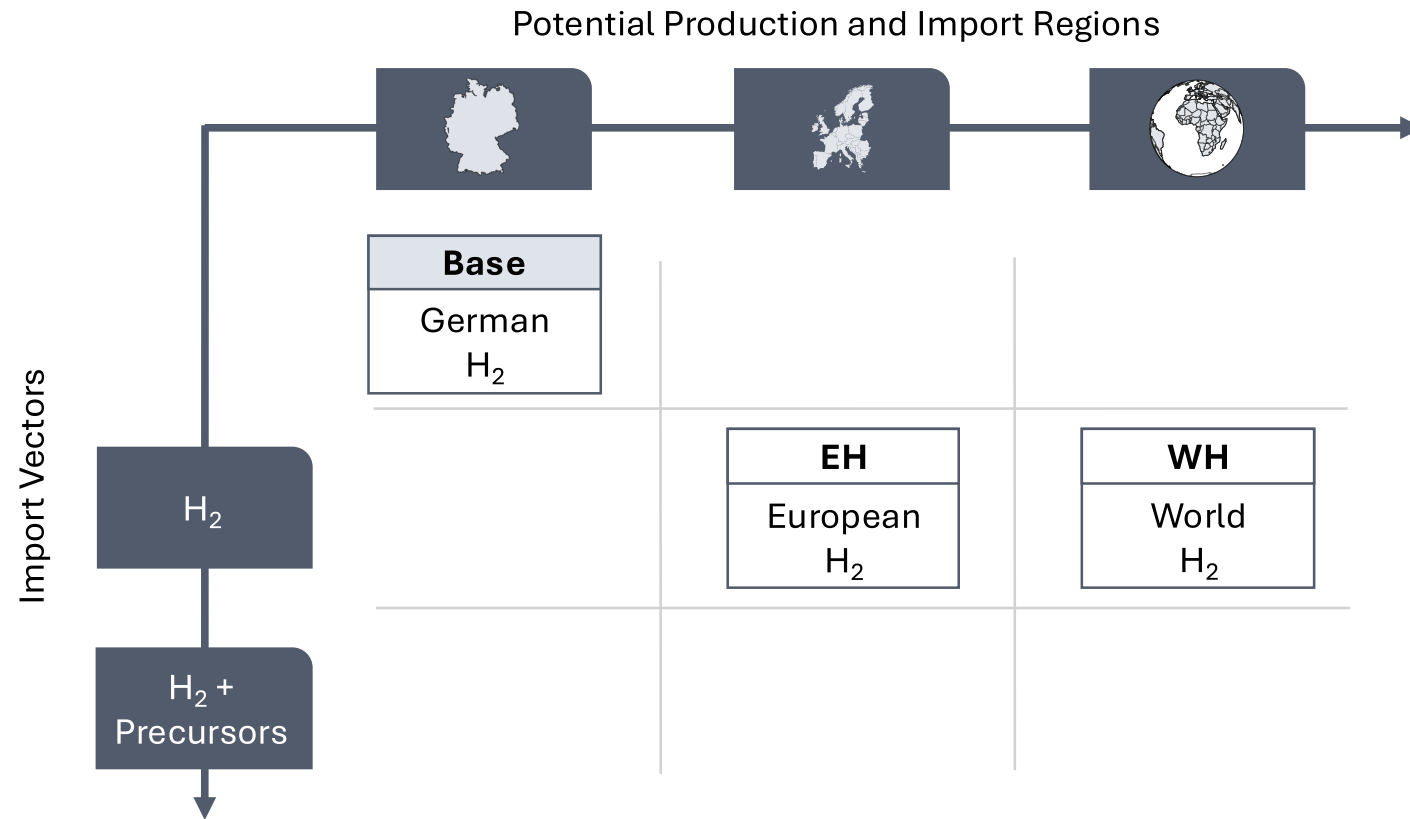 Potential Production and Import Regions
Base
German
H₂
Import Vectors
H₂
EH
European
H₂
WH
World
H₂
H₂ +
Precursors